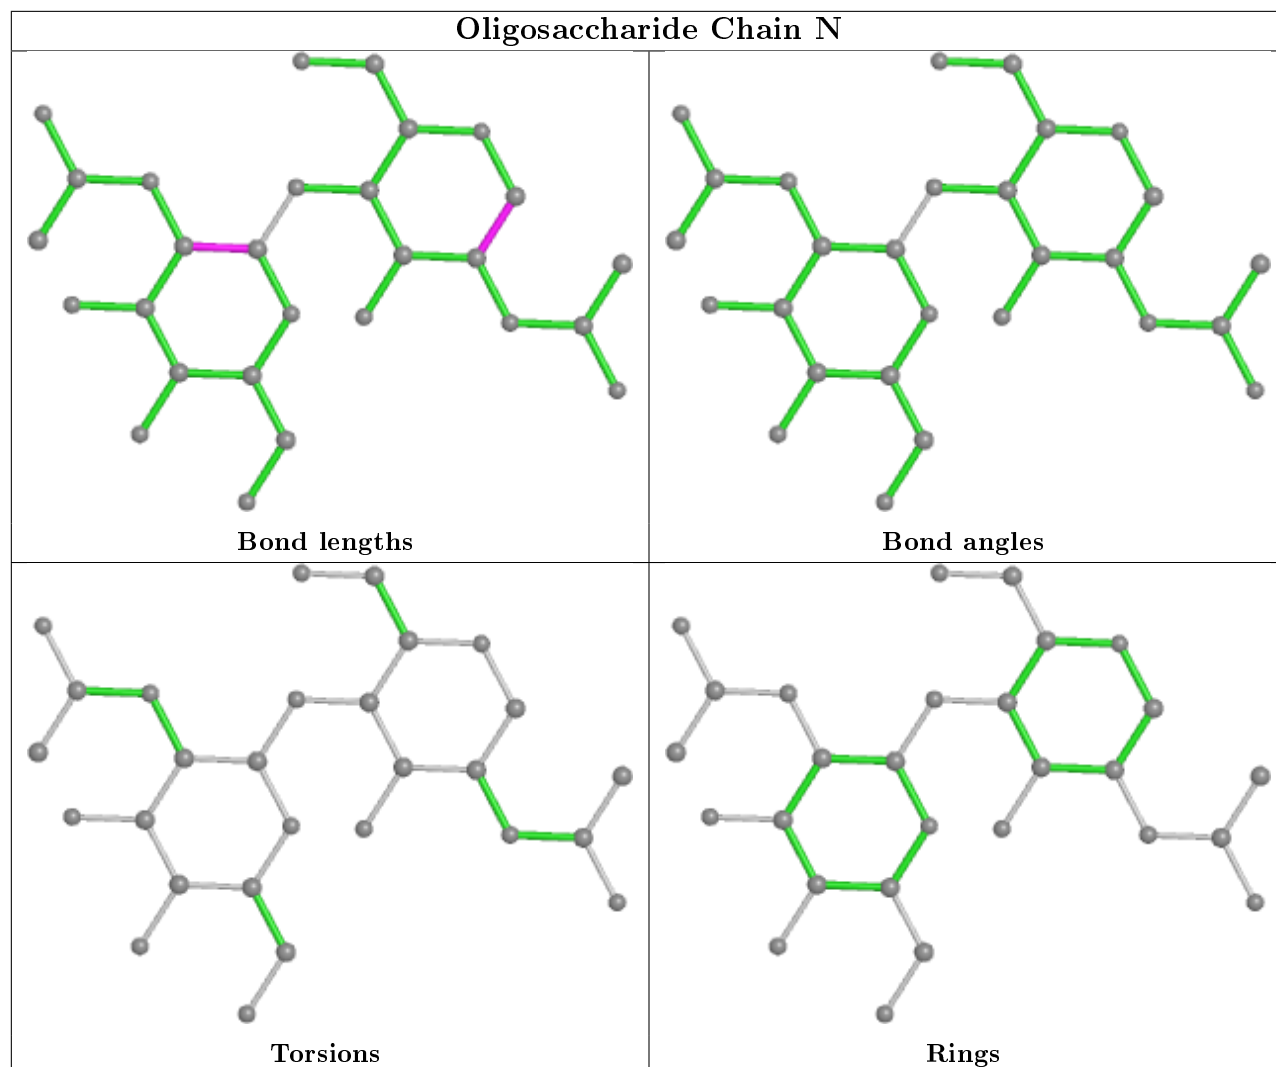 Oligosaccharide Chain N
Bond lengths
Bond angles
Torsions
Rings